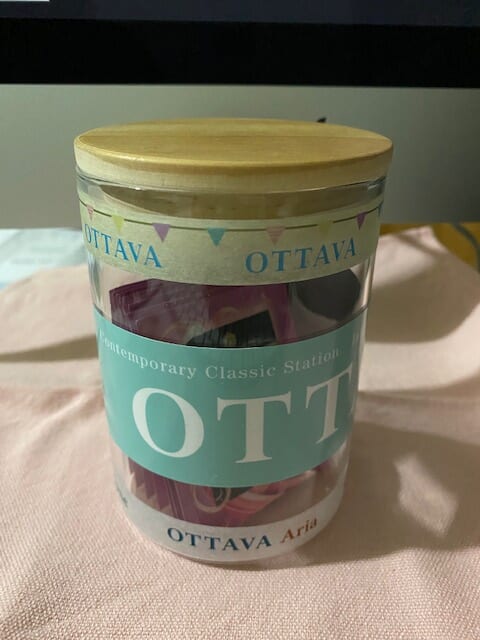 OTTAVA OTTAVA
Contemporary Classic Station
OTT
OTTAVA Aria